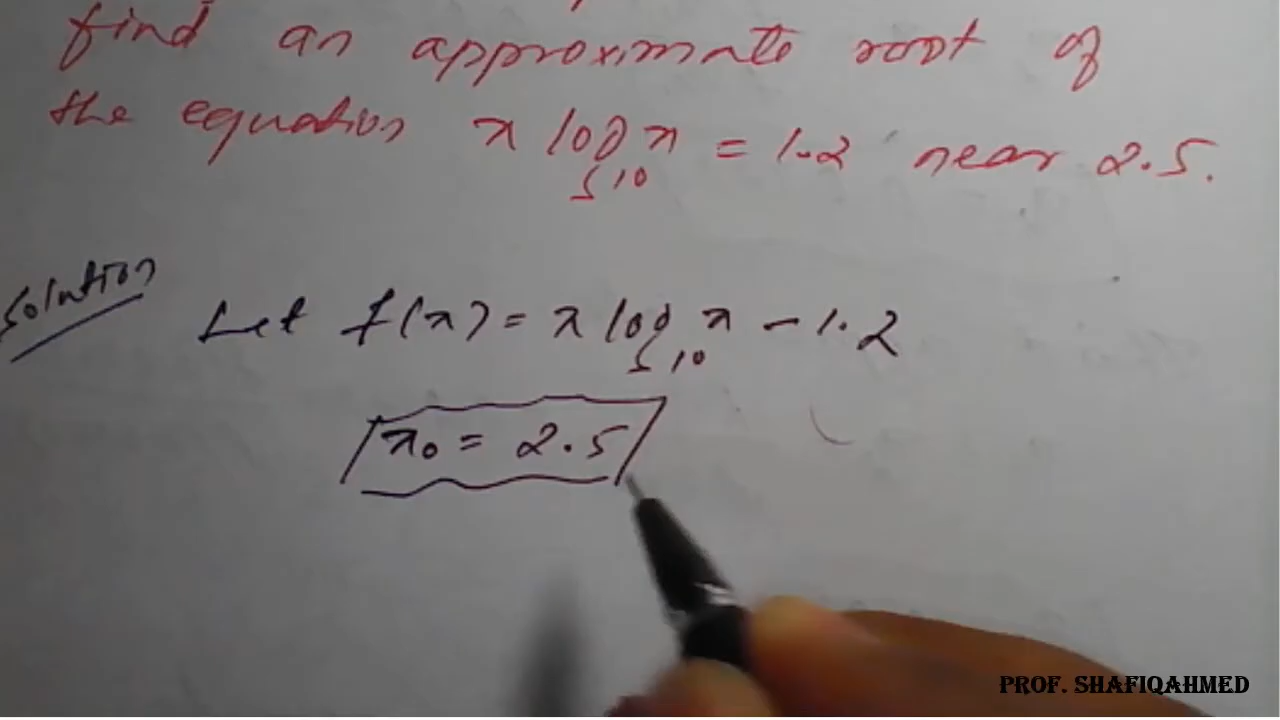 find an approximate root of
the equation x log₁₀ x = 1.2 near 2.5.
Solution
Let f(x) = x log₁₀ x - 1.2
x₀ = 2.5
PROF. SHAFIQAHMED